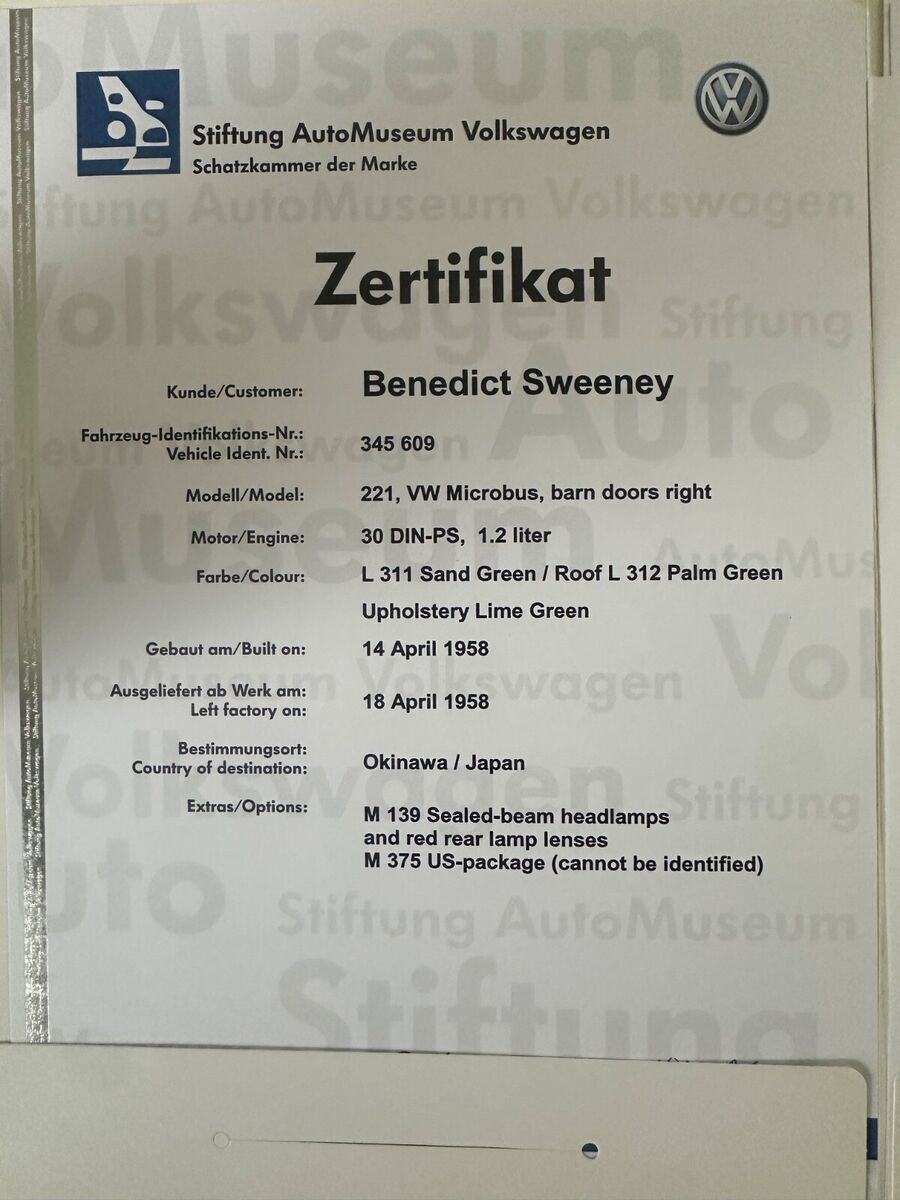 Stiftung AutoMuseum Volkswagen
Schatzkammer der Marke
Zertifikat
Kunde/Customer: Benedict Sweeney
Fahrzeug-Identifikations-Nr.:
Vehicle Ident. Nr.: 345 609
Modell/Model: 221, VW Microbus, barn doors right
Motor/Engine: 30 DIN-PS, 1.2 liter
Farbe/Colour: L 311 Sand Green / Roof L 312 Palm Green
Upholstery Lime Green
Gebaut am/Built on: 14 April 1958
Ausgeliefert ab Werk am:
Left factory on: 18 April 1958
Bestimmungsort:
Country of destination: Okinawa / Japan
Extras/Options: M 139 Sealed-beam headlamps
and red rear lamp lenses
M 375 US-package (cannot be identified)